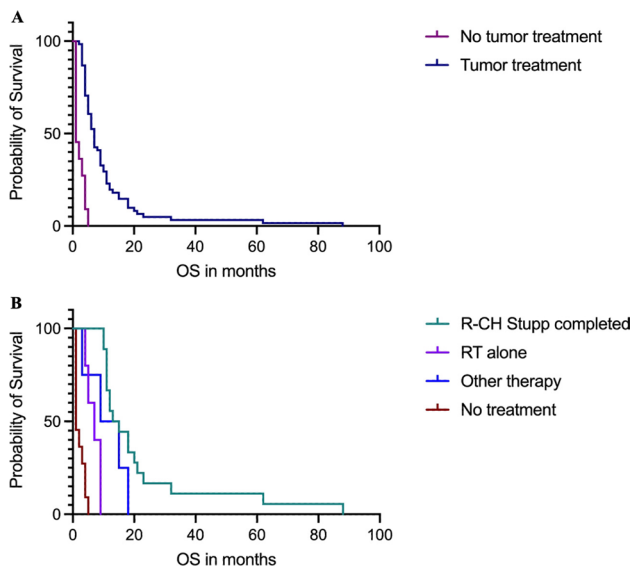 A
Probability of Survival
100
50
0
0 20 40 60 80 100
OS in months
No tumor treatment
Tumor treatment
B
Probability of Survival
100
50
0
0 20 40 60 80 100
OS in months
R-CH Stupp completed
RT alone
Other therapy
No treatment